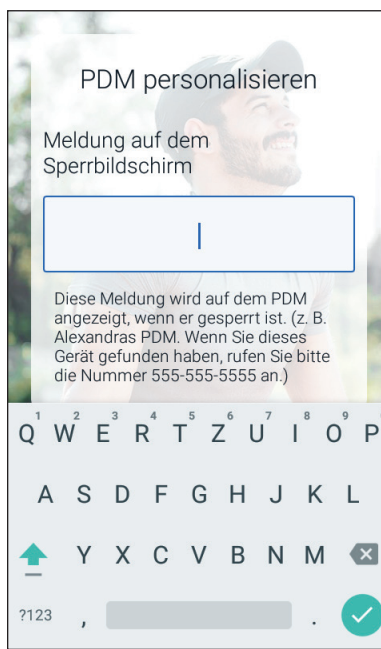 PDM personalisieren
Meldung auf dem
Sperrbildschirm
Diese Meldung wird auf dem PDM
angezeigt, wenn er gesperrt ist. (z. B.
Alexandras PDM. Wenn Sie dieses
Gerät gefunden haben, rufen Sie bitte
die Nummer 555-555-5555 an.)
1 2 3 4 5 6 7 8 9
Q W E R T Z U I O P
A S D F G H J K L
Y X C V B N M
?123 , .